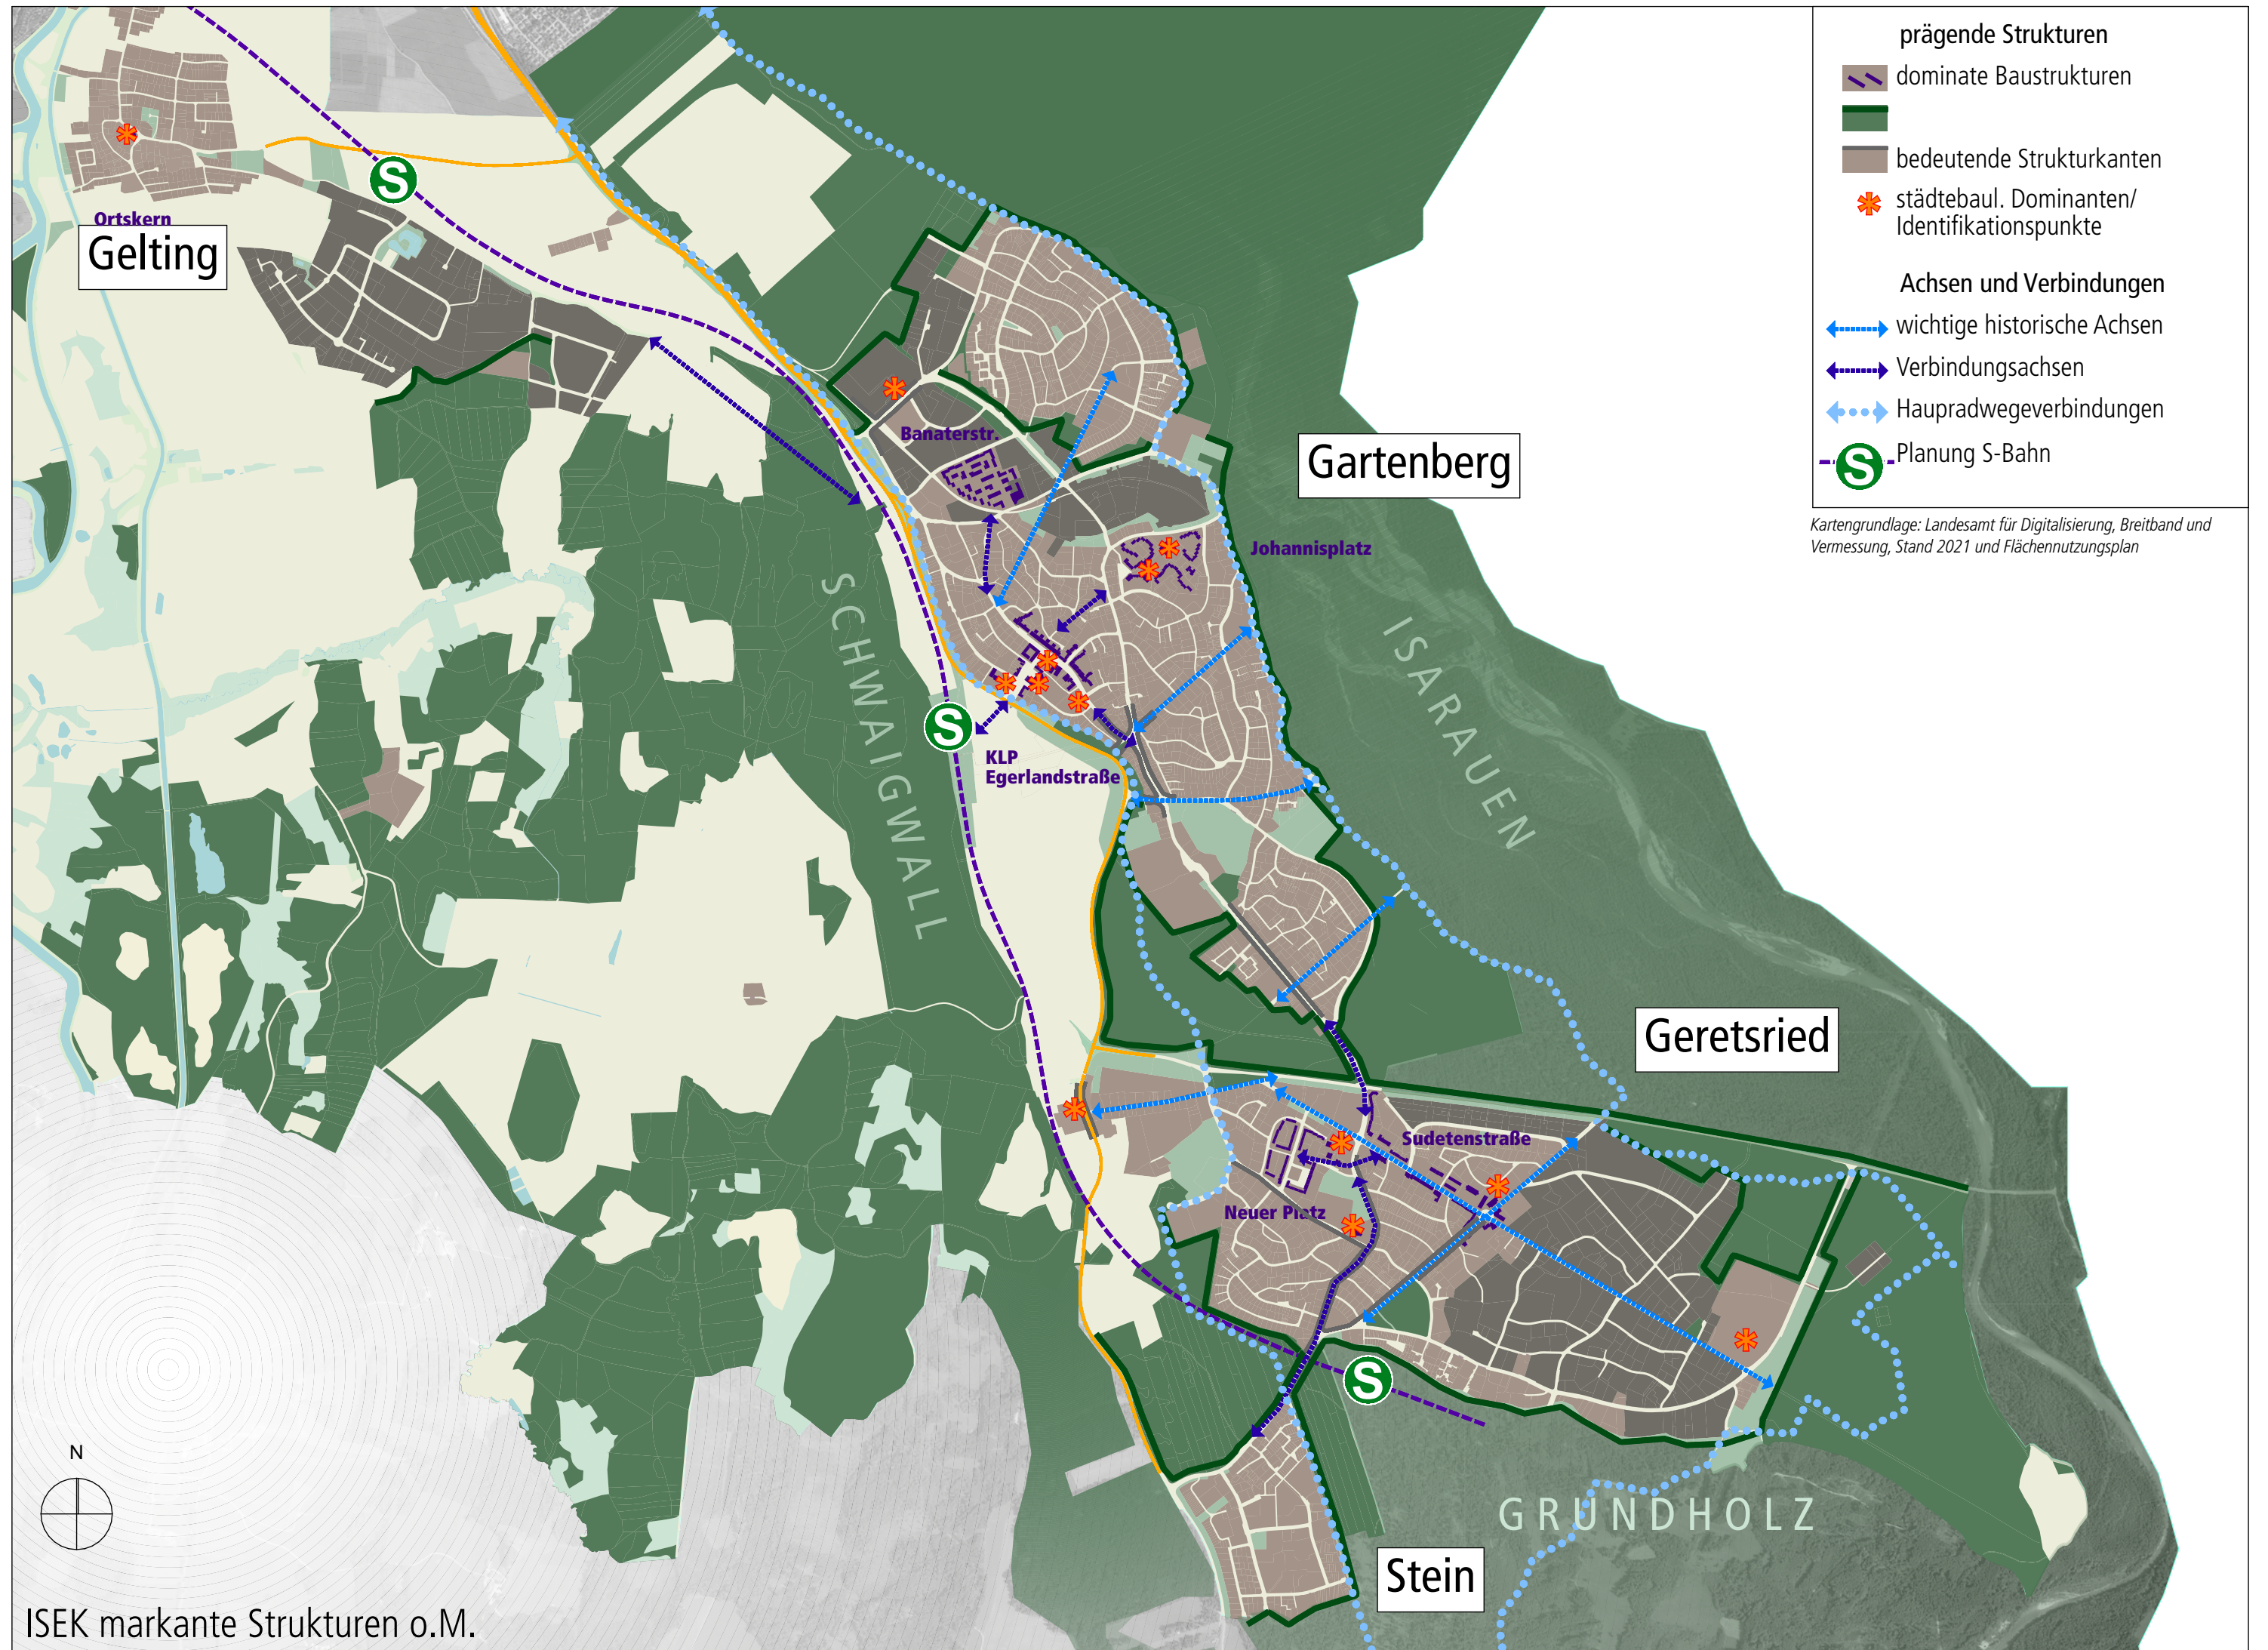 prägende Strukturen
dominate Baustrukturen
bedeutende Strukturkanten
städtebaul. Dominanten/
Identifikationspunkte
Achsen und Verbindungen
wichtige historische Achsen
Verbindungsachsen
Haupradwegeverbindungen
S
Planung S-Bahn
Kartengrundlage: Landesamt für Digitalisierung, Breitband und
Vermessung, Stand 2021 und Flächennutzungsplan
S
Ortskern
Gelting
Banaterstr.
Gartenberg
Johannisplatz
SCHWAIGWALL
ISARAUEN
S
KLP
Egerlandstraße
Geretsried
Sudetenstraße
Neuer Platz
S
GRUNDHOLZ
Stein
N
ISEK markante Strukturen o.M.